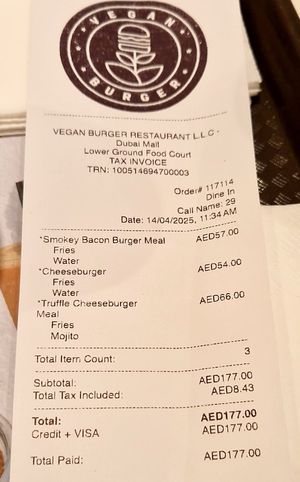 VEGAN
BURGER
VEGAN BURGER RESTAURANT L.L.C -
Dubai Mall
Lower Ground Food Court
TAX INVOICE
TRN: 100514694700003
Order# 117114
Dine In
Call Name: 29
Date: 14/04/2025, 11:34 AM
*Smokey Bacon Burger Meal AED57.00
Fries
Water
*Cheeseburger AED54.00
Fries
Water
*Truffle Cheeseburger AED66.00
Meal
Fries
Mojito
Total Item Count: 3
Subtotal: AED177.00
Total Tax Included: AED8.43
Total: AED177.00
Credit + VISA AED177.00
Total Paid: AED177.00